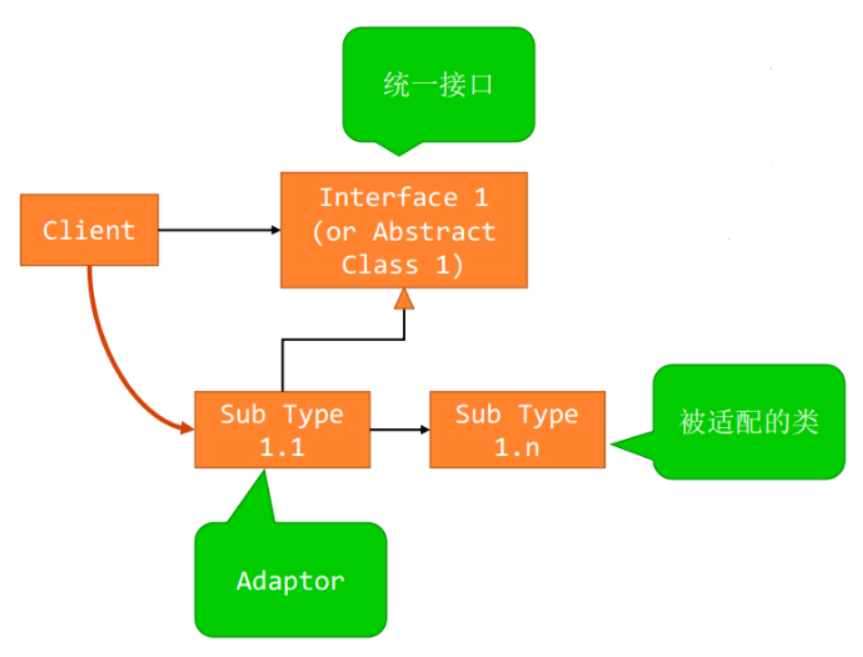 统一接口
Client
Interface 1
(or Abstract
Class 1)
Sub Type
1.1
Sub Type
1.n
被适配的类
Adaptor